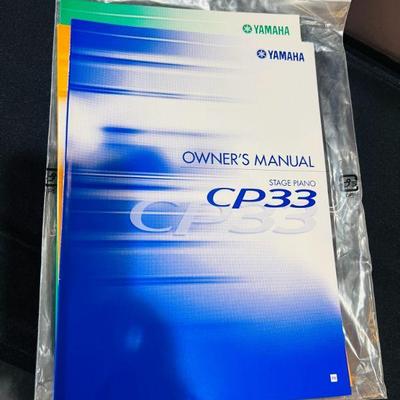 YAMAHA
YAMAHA
OWNER'S MANUAL
STAGE PIANO
CP33
CP33